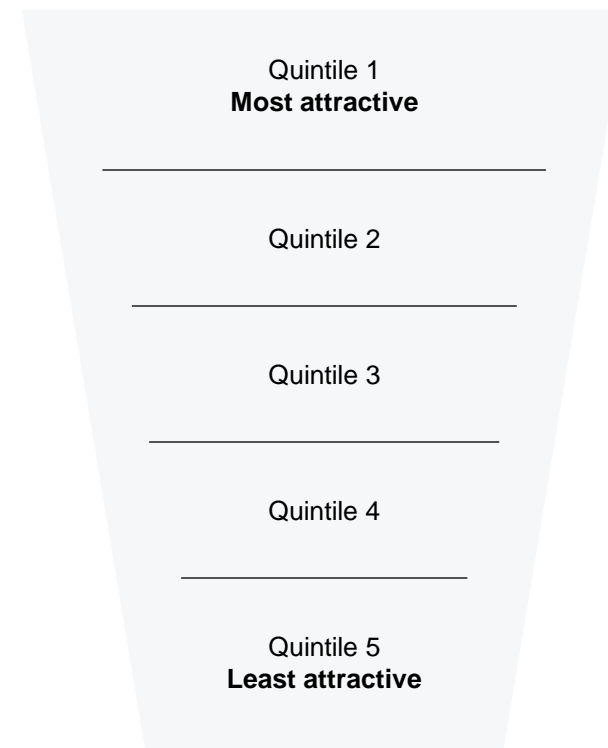 Quintile 1
Most attractive
Quintile 2
Quintile 3
Quintile 4
Quintile 5
Least attractive